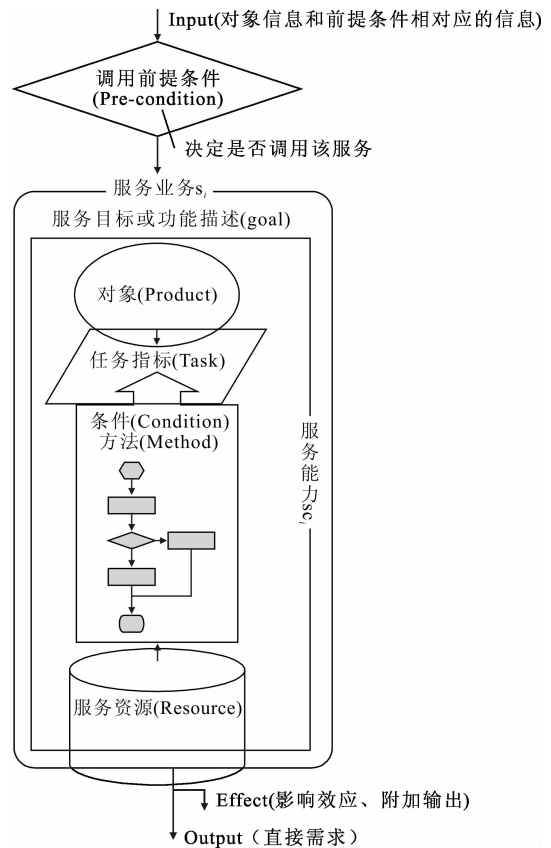 Input(对象信息和前提条件相对应的信息)
调用前提条件
(Pre-condition)
决定是否调用该服务
服务业务si
服务目标或功能描述(goal)
对象(Product)
任务指标(Task)
条件(Condition)
方法(Method)
服务能力sci
服务资源(Resource)
Effect(影响效应、附加输出)
Output（直接需求）